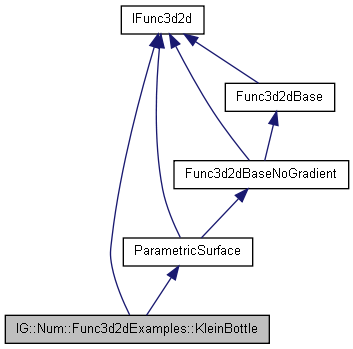 IFunc3d2d
Func3d2dBase
Func3d2dBaseNoGradient
ParametricSurface
IG::Num::Func3d2dExamples::KleinBottle